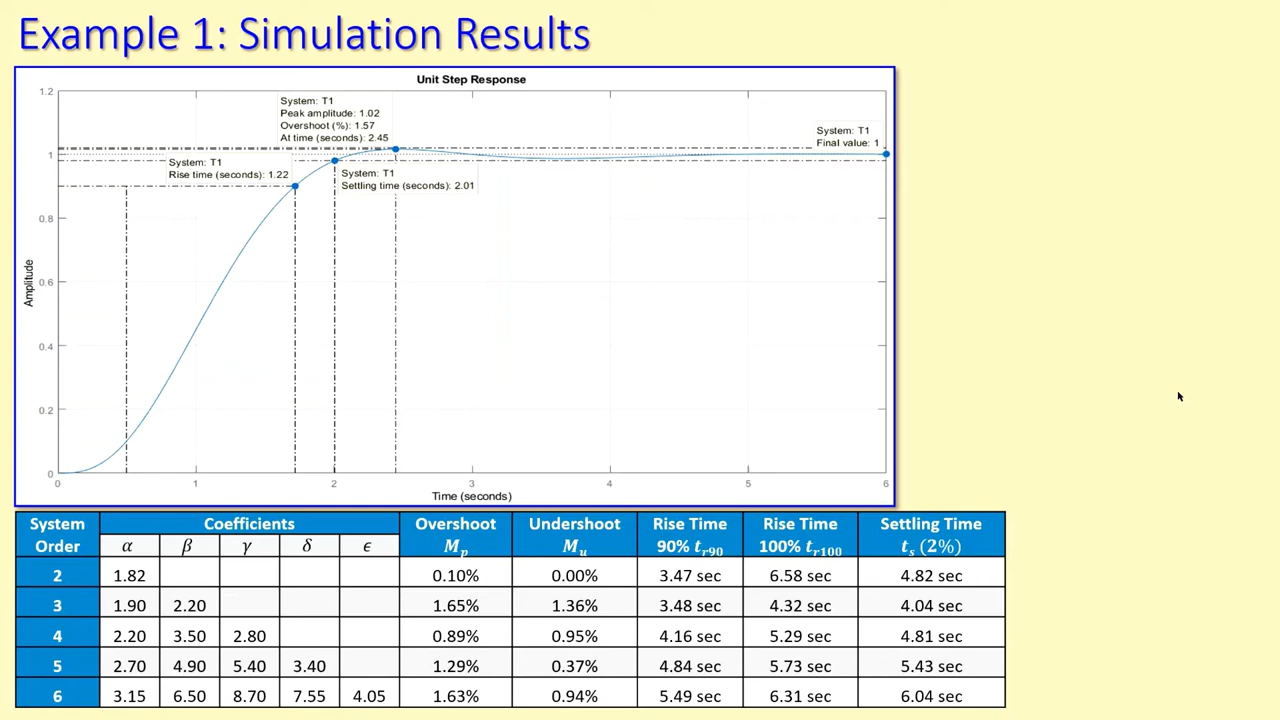 Example 1: Simulation Results
Unit Step Response
1.2
System: T1
Peak amplitude: 1.02
Overshoot (%): 1.57
At time (seconds): 2.45
System: T1
Final value: 1
1
System: T1
Rise time (seconds): 1.22
System: T1
Settling time (seconds): 2.01
0.8
0.6
Amplitude
0.4
0.2
0
0 1 2 3 4 5 6
Time (seconds)
System Order Coefficients Overshoot Mp Undershoot Mu Rise Time 90% tr90 Rise Time 100% tr100 Settling Time ts (2%)
α β γ δ ϵ
2 1.82 0.10% 0.00% 3.47 sec 6.58 sec 4.82 sec
3 1.90 2.20 1.65% 1.36% 3.48 sec 4.32 sec 4.04 sec
4 2.20 3.50 2.80 0.89% 0.95% 4.16 sec 5.29 sec 4.81 sec
5 2.70 4.90 5.40 3.40 1.29% 0.37% 4.84 sec 5.73 sec 5.43 sec
6 3.15 6.50 8.70 7.55 4.05 1.63% 0.94% 5.49 sec 6.31 sec 6.04 sec